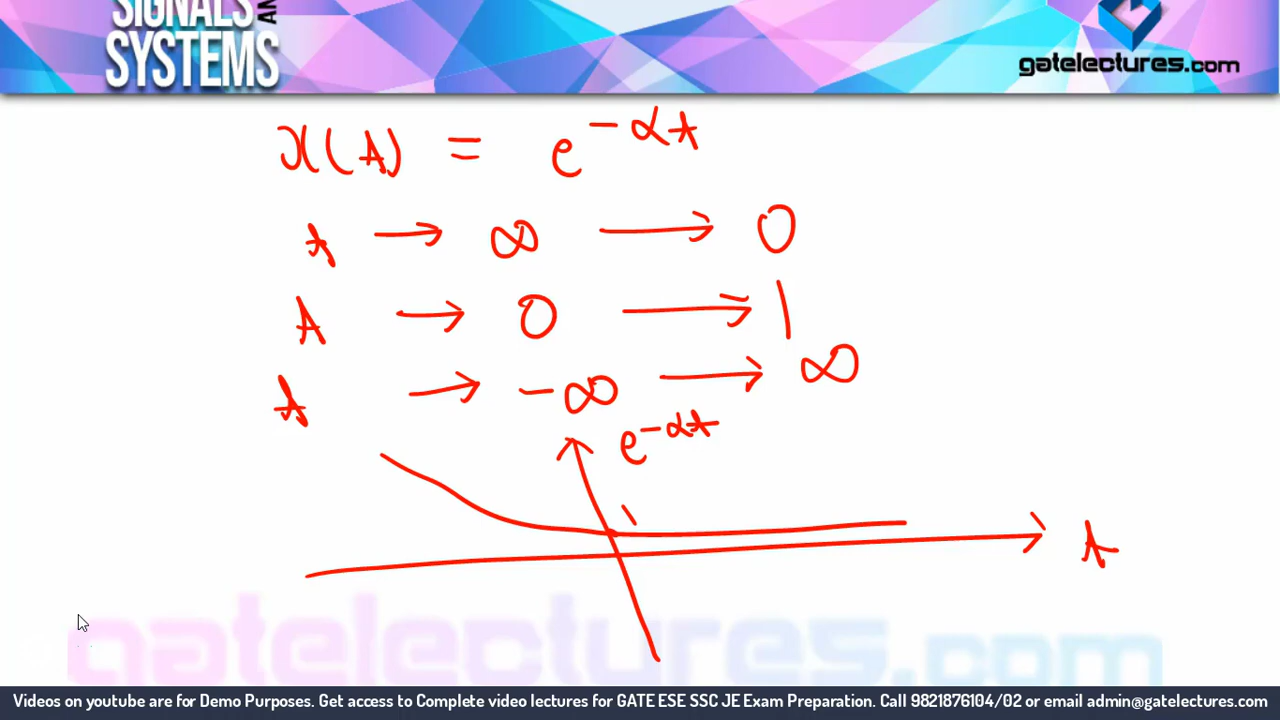 SIGNALS AND
SYSTEMS
gatelectures.com
x(t) = e^{-αt}
t → ∞ → 0
t → 0 → 1
t → -∞ → ∞
e^{-αt}
1
t
gatelectures.com
Videos on youtube are for Demo Purposes. Get access to Complete video lectures for GATE ESE SSC JE Exam Preparation. Call 9821876104/02 or email admin@gatelectures.com